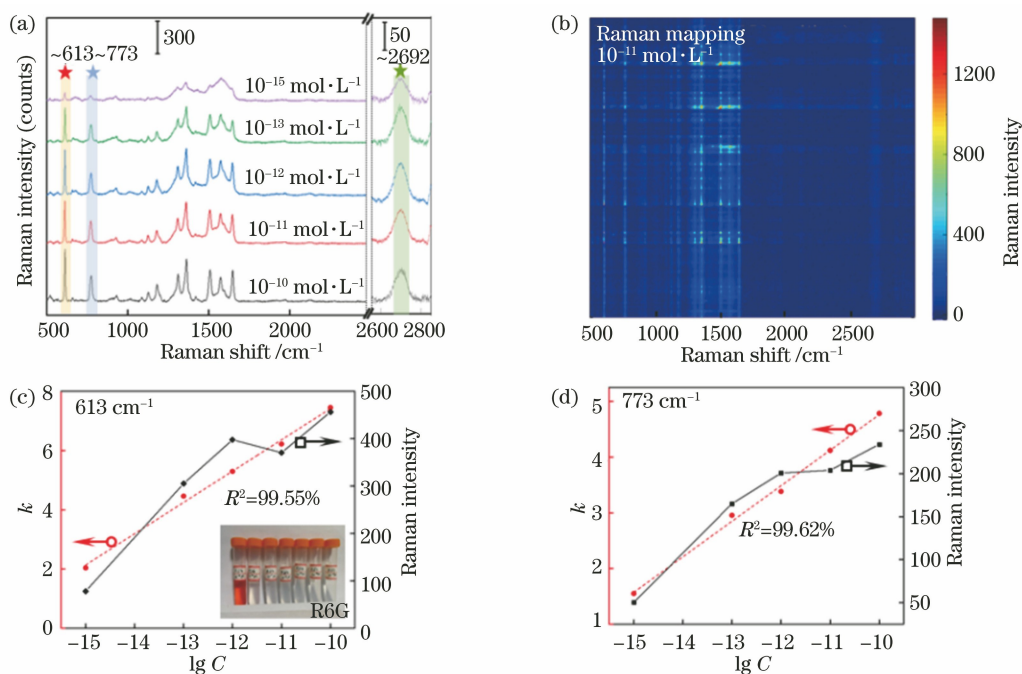 (a)
300
50
~613
~773
~2692
10⁻¹⁵ mol·L⁻¹
10⁻¹³ mol·L⁻¹
10⁻¹² mol·L⁻¹
10⁻¹¹ mol·L⁻¹
10⁻¹⁰ mol·L⁻¹
Raman intensity (counts)
500 1000 1500 2000 2600 2800
Raman shift /cm⁻¹
(b)
Raman mapping
10⁻¹¹ mol·L⁻¹
1200
800
400
0
Raman intensity
500 1000 1500 2000 2500
Raman shift /cm⁻¹
(c)
613 cm⁻¹
8
6
4
2
0
k
500
400
300
200
100
0
Raman intensity
R²=99.55%
R6G
−15 −14 −13 −12 −11 −10
lg C
(d)
773 cm⁻¹
5
4
3
2
1
k
300
250
200
150
100
50
Raman intensity
R²=99.62%
−15 −14 −13 −12 −11 −10
lg C